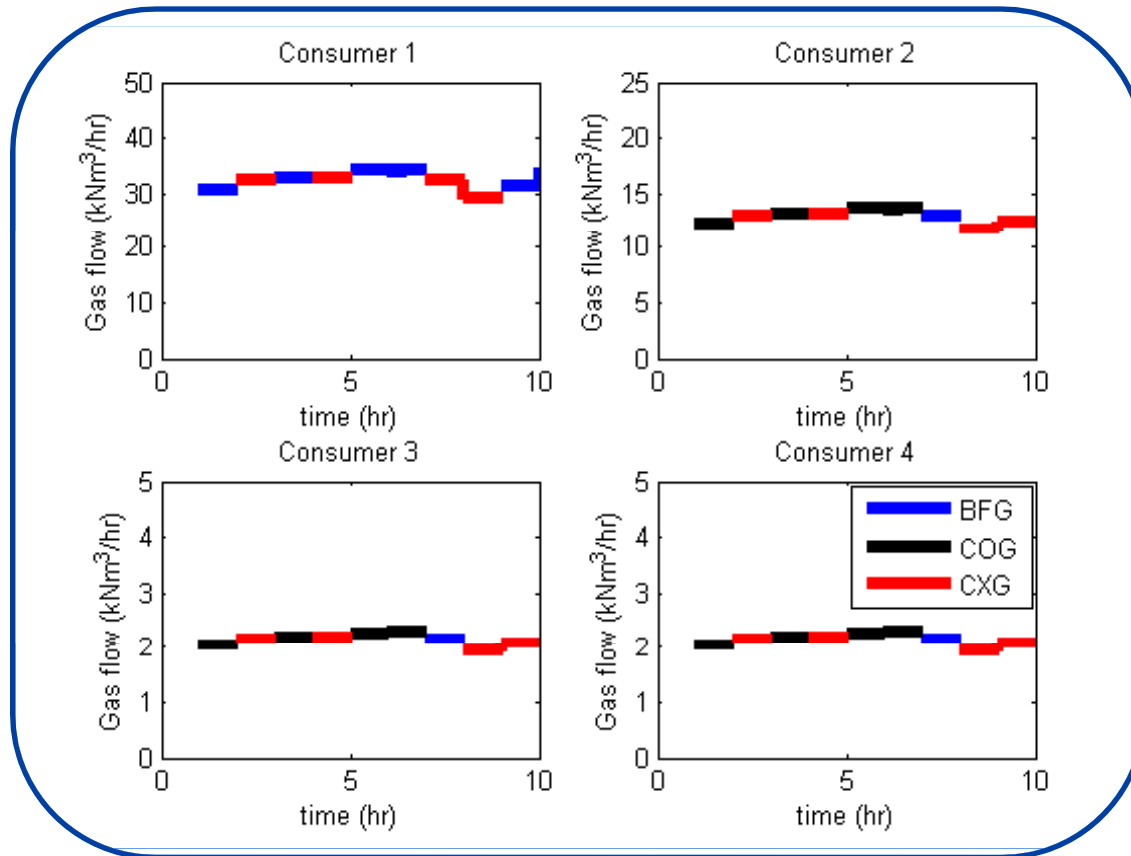 Consumer 1
50
40
30
20
10
0
Gas flow (kNm³/hr)
0 5 10
time (hr)
Consumer 2
25
20
15
10
5
0
Gas flow (kNm³/hr)
0 5 10
time (hr)
Consumer 3
5
4
3
2
1
0
Gas flow (kNm³/hr)
0 5 10
time (hr)
Consumer 4
5
4
3
2
1
0
Gas flow (kNm³/hr)
BFG
COG
CXG
0 5 10
time (hr)